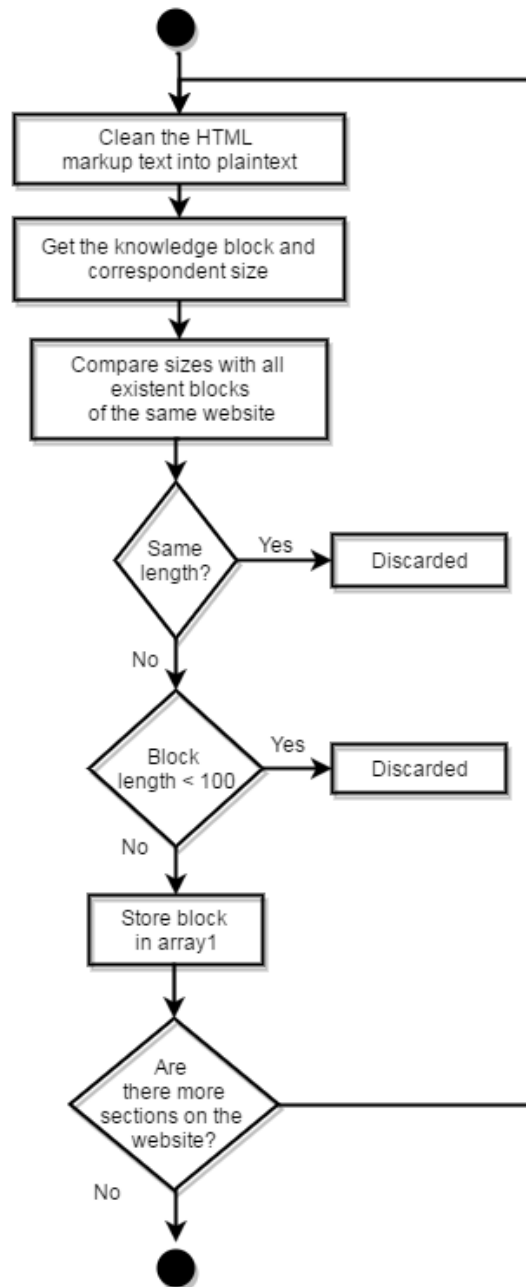 Clean the HTML
markup text into plaintext
Get the knowledge block and
correspondent size
Compare sizes with all
existent blocks
of the same website
Same
length?
Yes
Discarded
No
Block
length < 100
Yes
Discarded
No
Store block
in array1
Are
there more
sections on the
website?
No